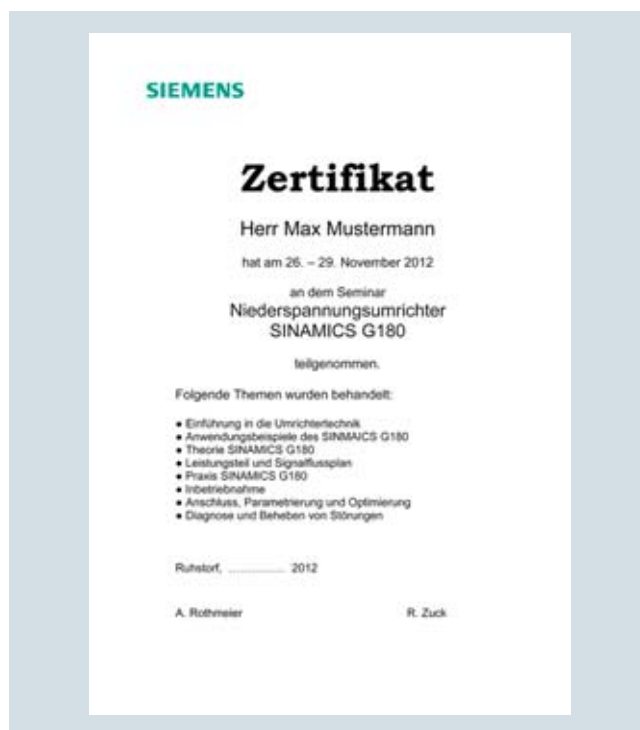 SIEMENS
Zertifikat
Herr Max Mustermann
hat am 26. – 29. November 2012
an dem Seminar
Niederspannungsumrichter
SINAMICS G180
teilgenommen.
Folgende Themen wurden behandelt:
● Einführung in die Umrichtertechnik
● Anwendungsbeispiele des SINMAICS G180
● Theorie SINAMICS G180
● Leistungsteil und Signalflussplan
● Praxis SINAMICS G180
● Inbetriebnahme
● Anschluss, Parametrierung und Optimierung
● Diagnose und Beheben von Störungen
Ruhstorf, ................ 2012
A. Rothmeier R. Zuck